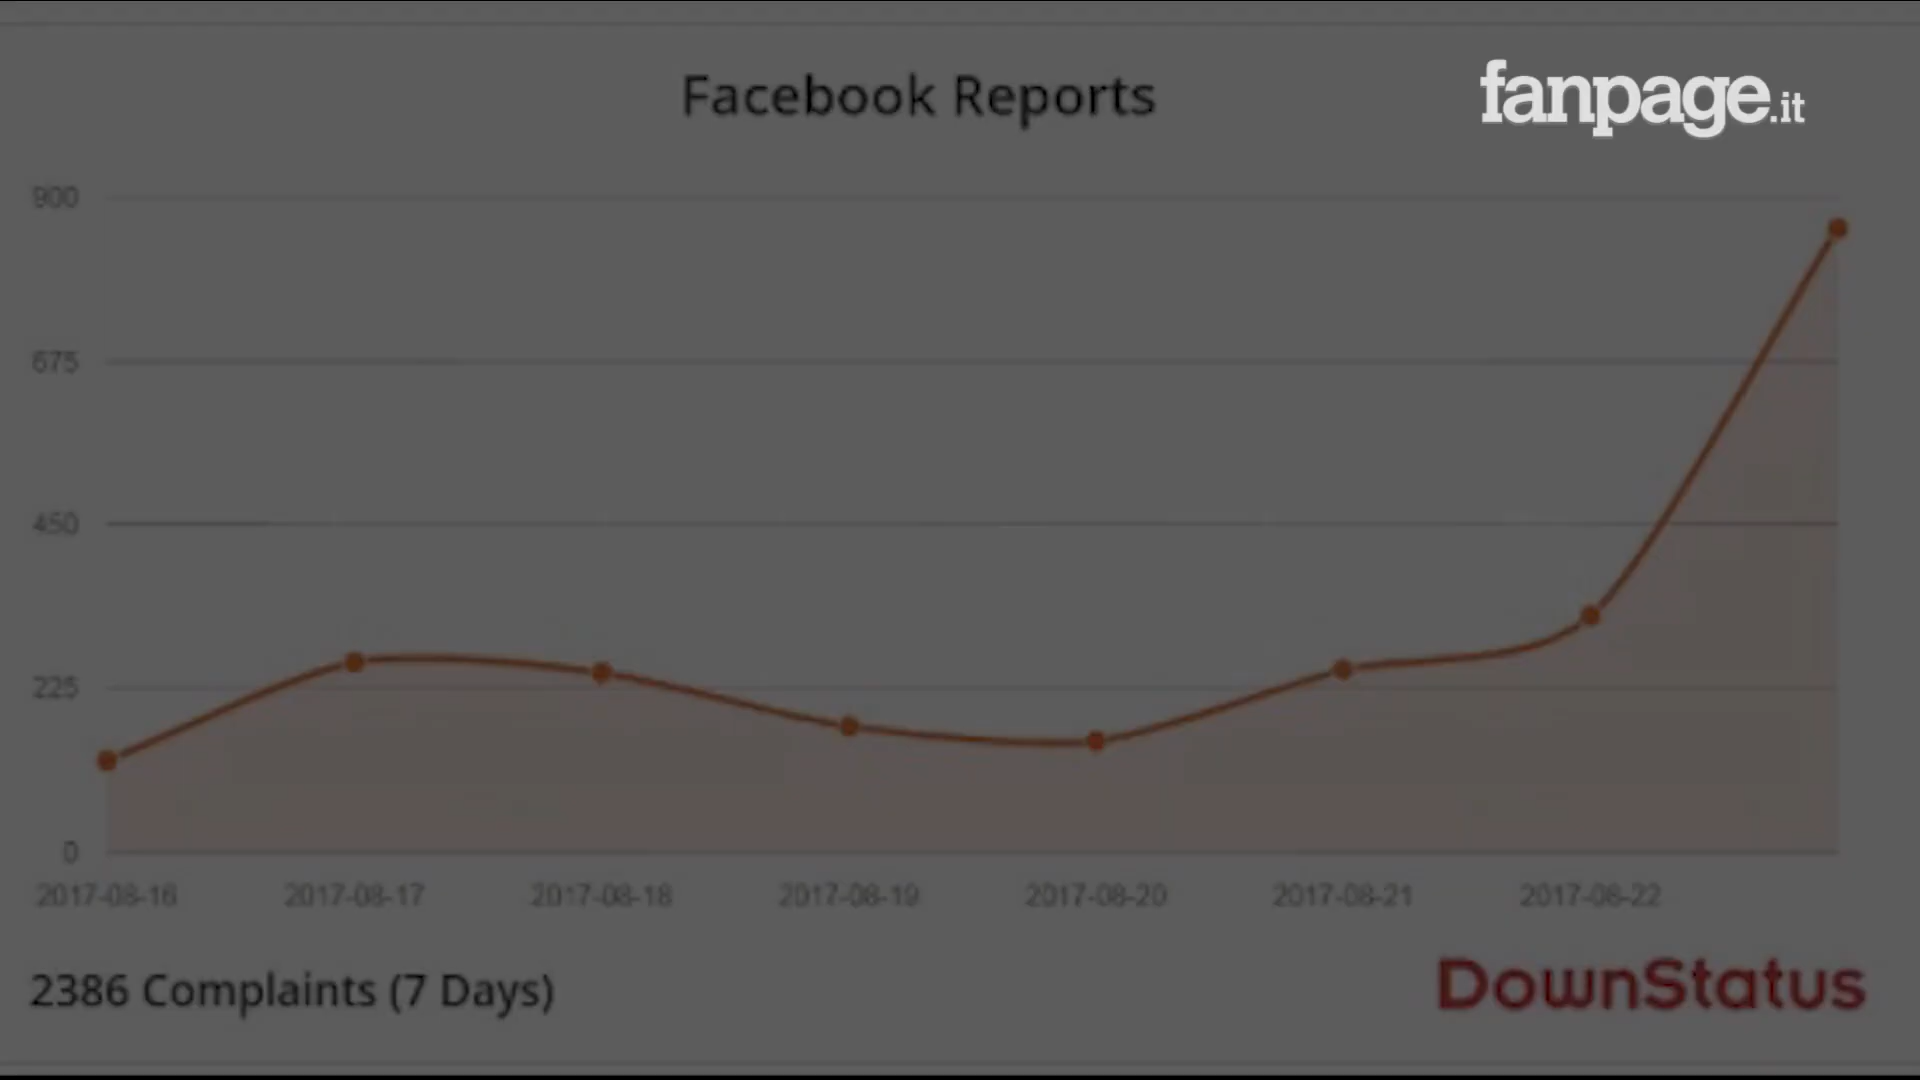 Facebook Reports
fanpage.it
900
675
450
225
0
2017-08-16 2017-08-17 2017-08-18 2017-08-19 2017-08-20 2017-08-21 2017-08-22
2386 Complaints (7 Days)
DownStatus